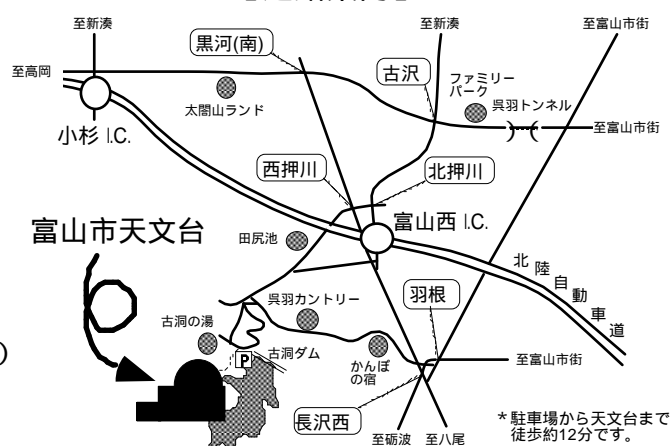 至新湊
至新湊
至富山市街
黒河(南)
至高岡
古沢
ファミリー
パーク
呉羽トンネル
太閤山ランド
至富山市街
小杉 I.C.
西押川
北押川
富山西 I.C.
富山市天文台
田尻池
北陸自動車道
羽根
呉羽カントリー
古洞の湯
P
古洞ダム
かんぽ
の宿
至富山市街
長沢西
至砺波
至八尾
*駐車場から天文台まで
徒歩約12分です。